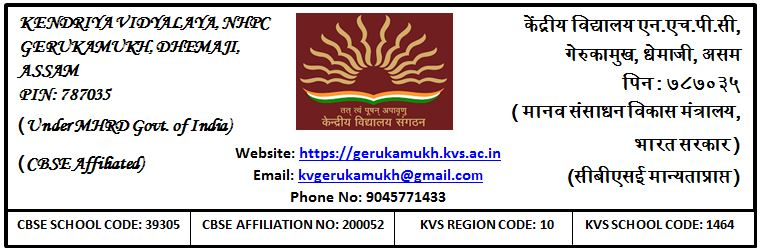 KENDRIYA VIDYALAYA, NHPC
GERUKAMUKH, DHEMAJI,
ASSAM
PIN: 787035
(Under MHRD Govt. of India)
(CBSE Affiliated)
तत् त्वं पूषन् अपावृणु
केन्द्रीय विद्यालय संगठन
Website: https://gerukamukh.kvs.ac.in
Email: kvgerukamukh@gmail.com
Phone No: 9045771433
केंद्रीय विद्यालय एन.एच.पी.सी,
गेरुकामुख, धेमाजी, असम
पिन : ७८७०३५
( मानव संसाधन विकास मंत्रालय,
भारत सरकार )
(सीबीएसई मान्यताप्राप्त )
CBSE SCHOOL CODE: 39305 CBSE AFFILIATION NO: 200052 KVS REGION CODE: 10 KVS SCHOOL CODE: 1464